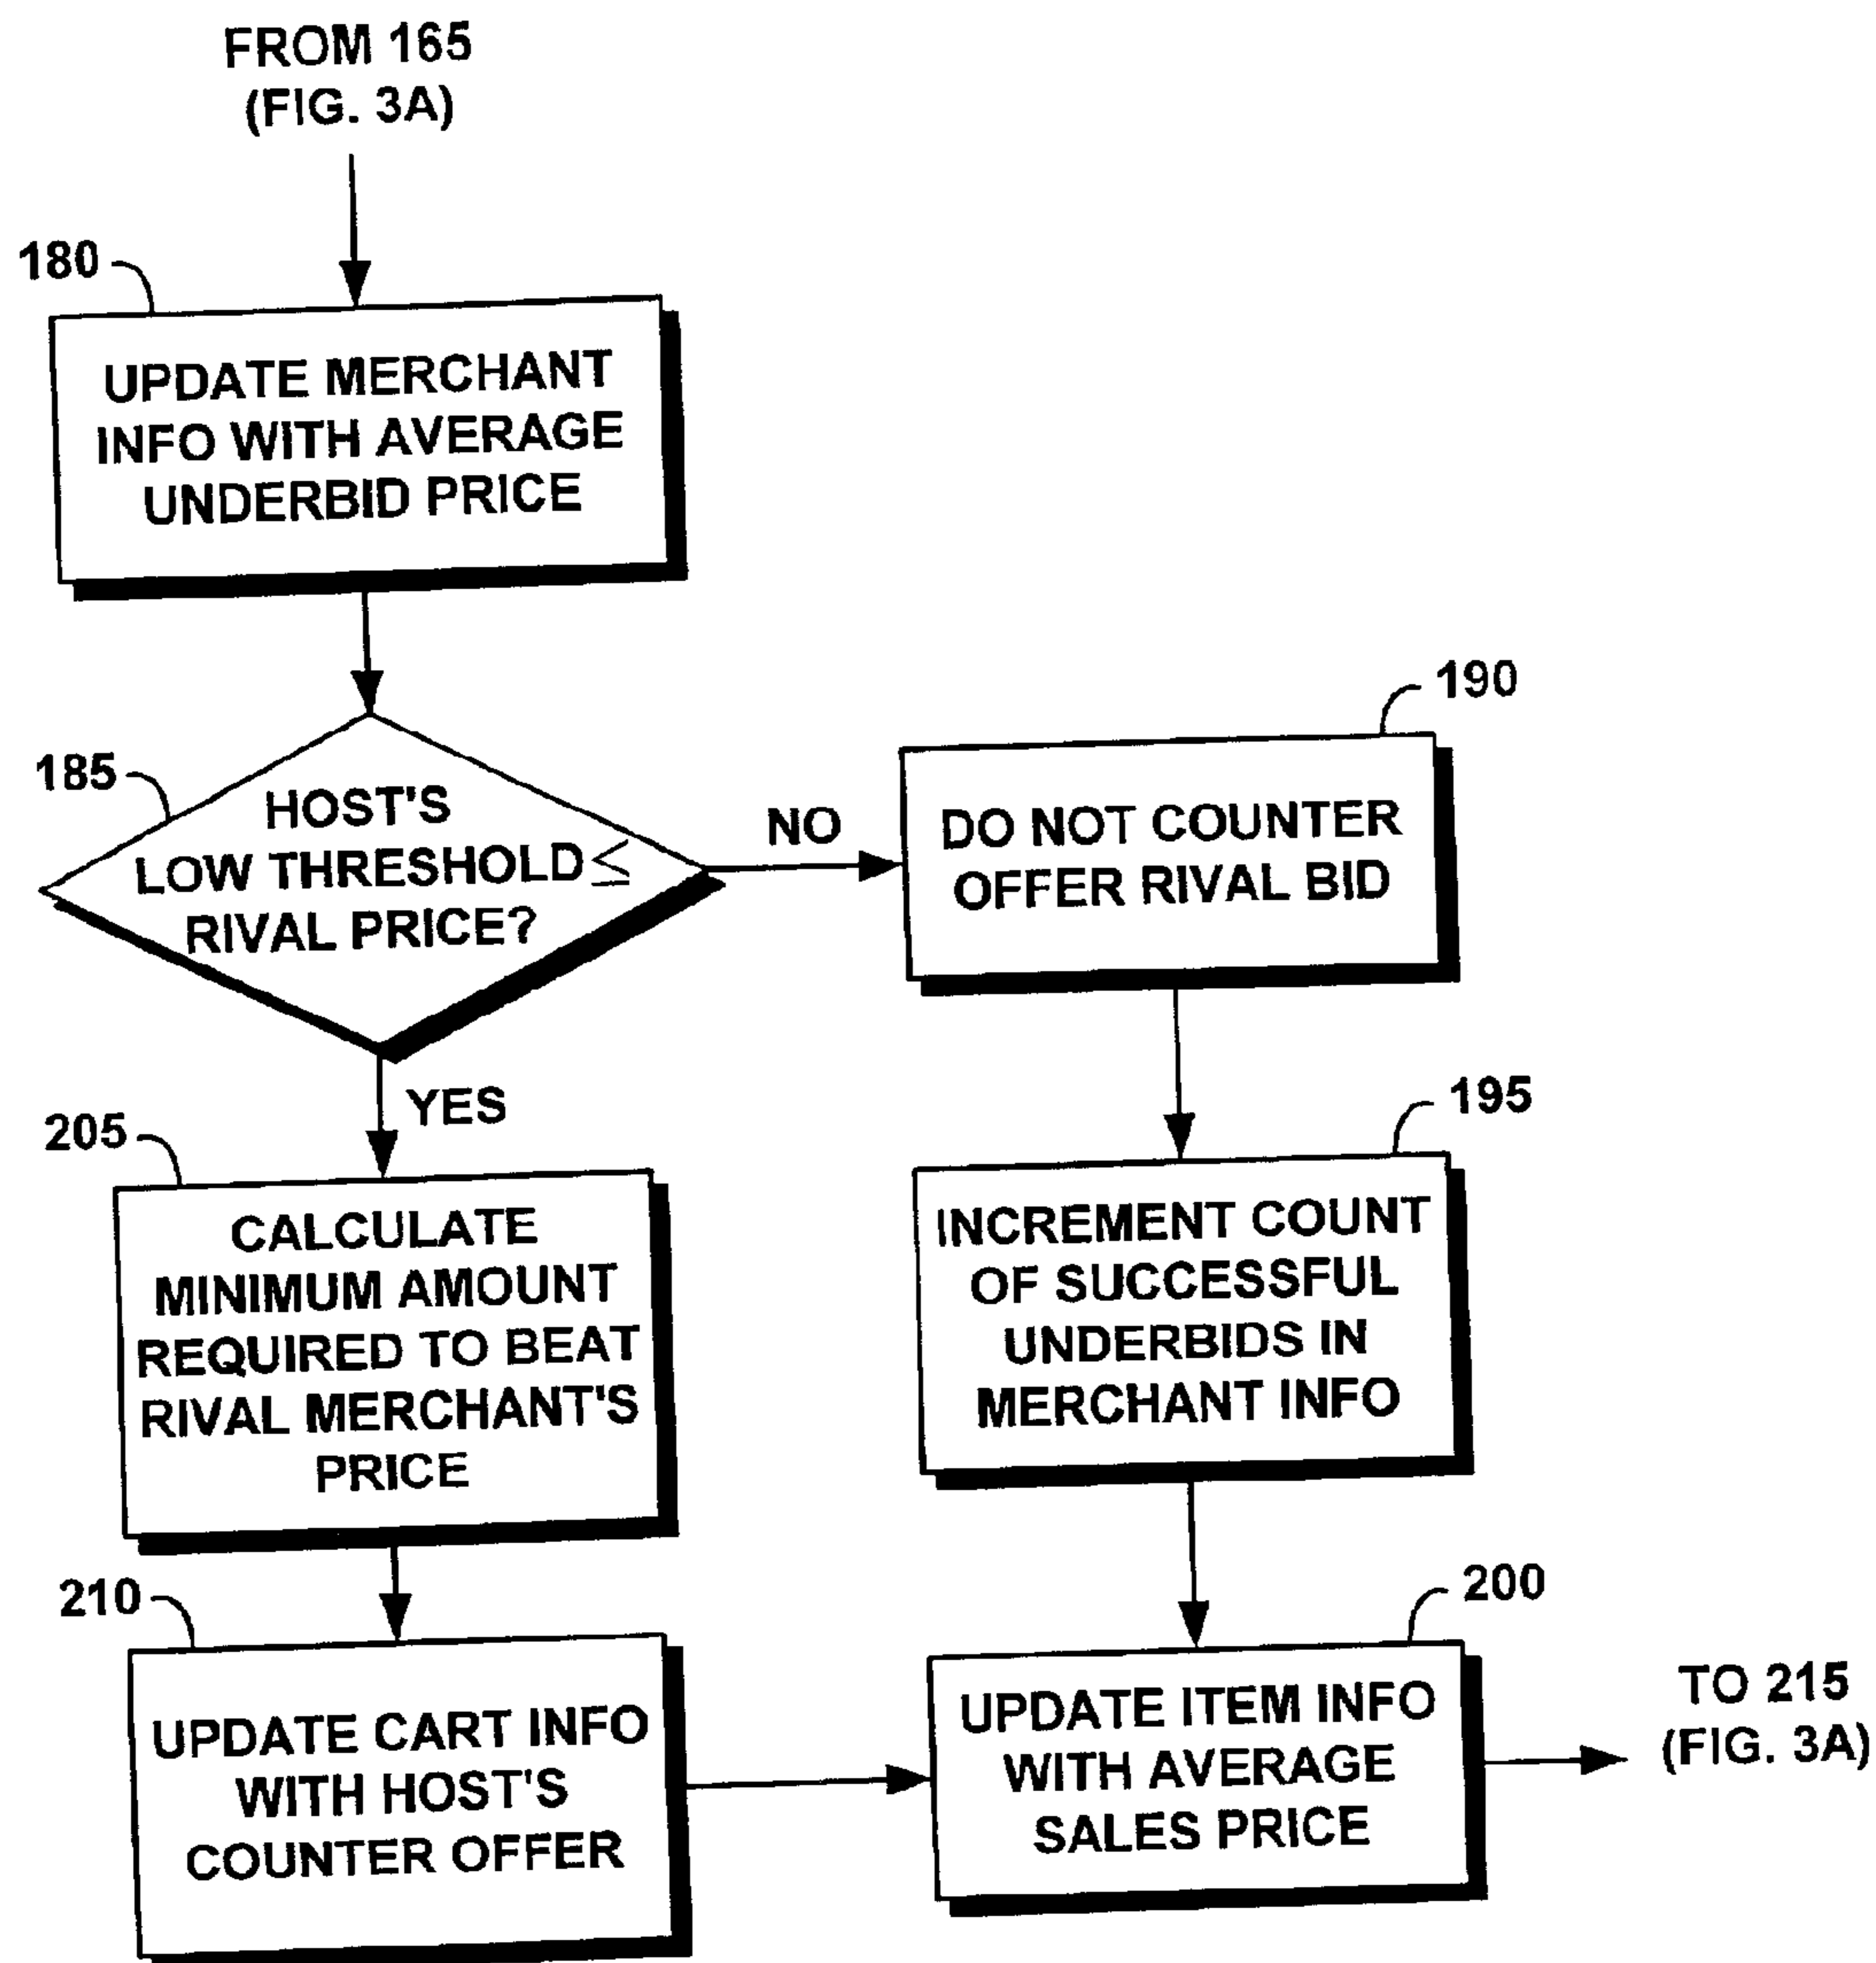 FROM 165
(FIG. 3A)
180
UPDATE MERCHANT
INFO WITH AVERAGE
UNDERBID PRICE
185
HOST'S
LOW THRESHOLD ≤
RIVAL PRICE?
NO
YES
190
DO NOT COUNTER
OFFER RIVAL BID
195
INCREMENT COUNT
OF SUCCESSFUL
UNDERBIDS IN
MERCHANT INFO
205
CALCULATE
MINIMUM AMOUNT
REQUIRED TO BEAT
RIVAL MERCHANT'S
PRICE
210
UPDATE CART INFO
WITH HOST'S
COUNTER OFFER
200
UPDATE ITEM INFO
WITH AVERAGE
SALES PRICE
TO 215
(FIG. 3A)